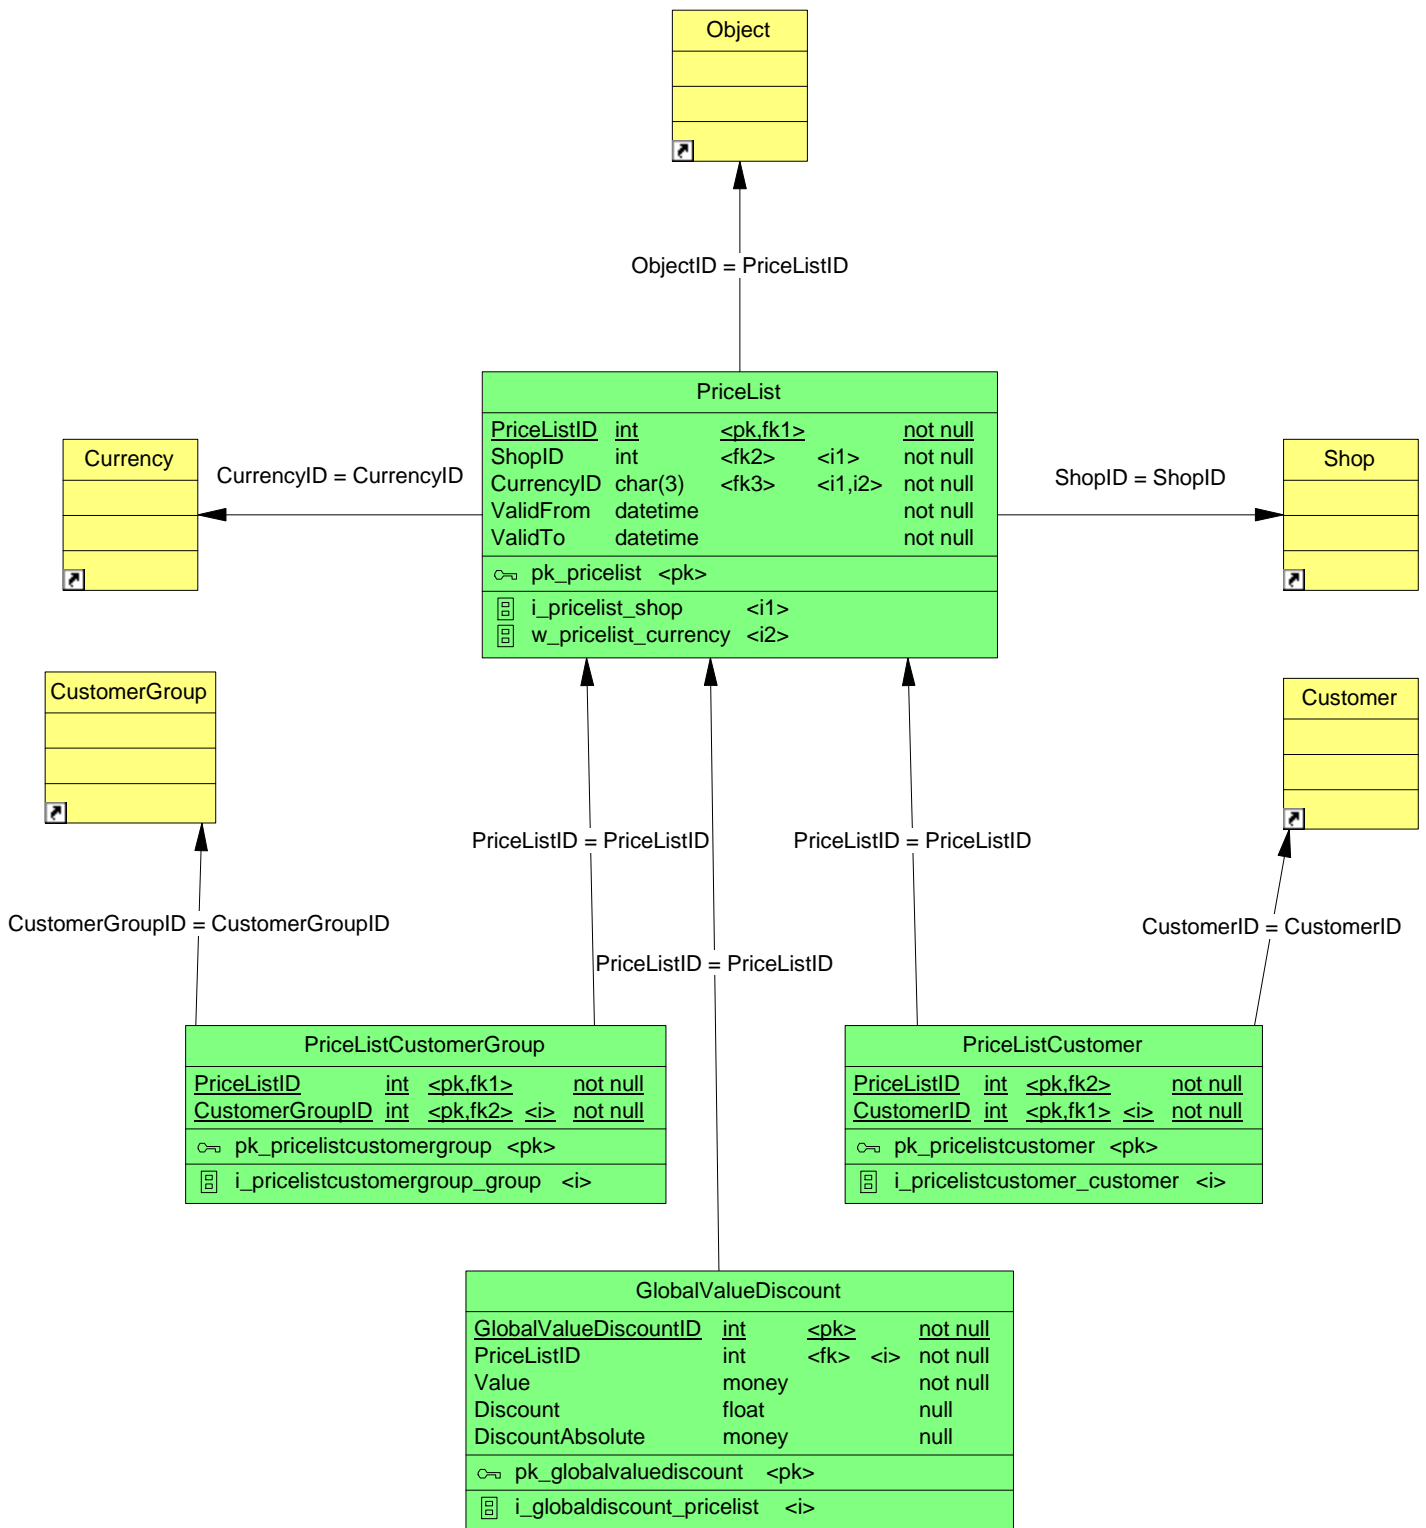 Object
ObjectID = PriceListID
PriceList
PriceListID int <pk,fk1> not null
ShopID int <fk2> <i1> not null
CurrencyID char(3) <fk3> <i1,i2> not null
ValidFrom datetime not null
ValidTo datetime not null
pk_pricelist <pk>
i_pricelist_shop <i1>
w_pricelist_currency <i2>
Currency
CurrencyID = CurrencyID
Shop
ShopID = ShopID
CustomerGroup
Customer
PriceListID = PriceListID
PriceListID = PriceListID
CustomerGroupID = CustomerGroupID
CustomerID = CustomerID
PriceListID = PriceListID
PriceListCustomerGroup
PriceListID int <pk,fk1> not null
CustomerGroupID int <pk,fk2> <i> not null
pk_pricelistcustomergroup <pk>
i_pricelistcustomergroup_group <i>
PriceListCustomer
PriceListID int <pk,fk2> not null
CustomerID int <pk,fk1> <i> not null
pk_pricelistcustomer <pk>
i_pricelistcustomer_customer <i>
GlobalValueDiscount
GlobalValueDiscountID int <pk> not null
PriceListID int <fk> <i> not null
Value money not null
Discount float null
DiscountAbsolute money null
pk_globalvaluediscount <pk>
i_globaldiscount_pricelist <i>